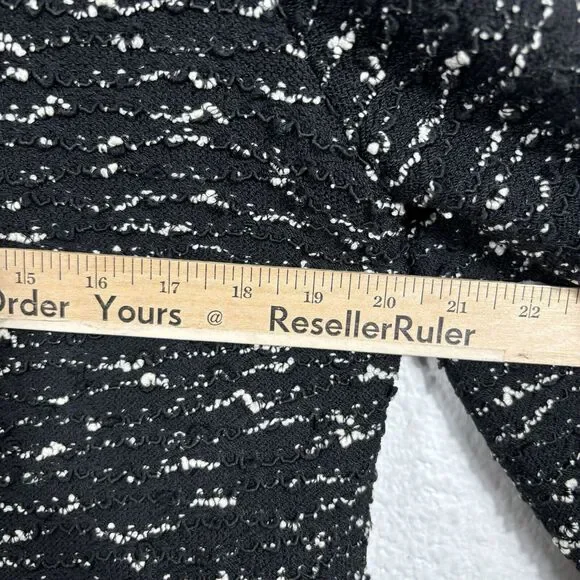 15 16 17 18 19 20 21 22
Order Yours @ ResellerRuler